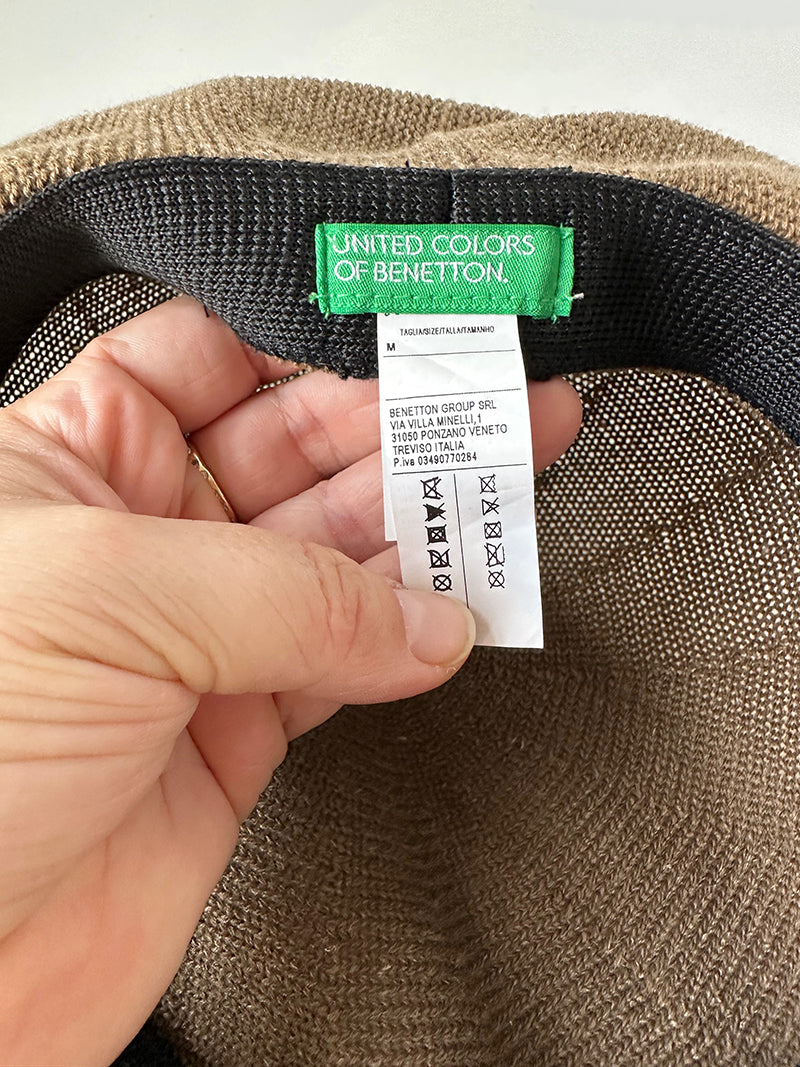 UNITED COLORS
OF BENETTON.
TAGLIA/SIZE/TALLA/TAMANHO
M
BENETTON GROUP SRL
VIA VILLA MINELLI,1
31050 PONZANO VENETO
TREVISO ITALIA
P.iva 03490770284